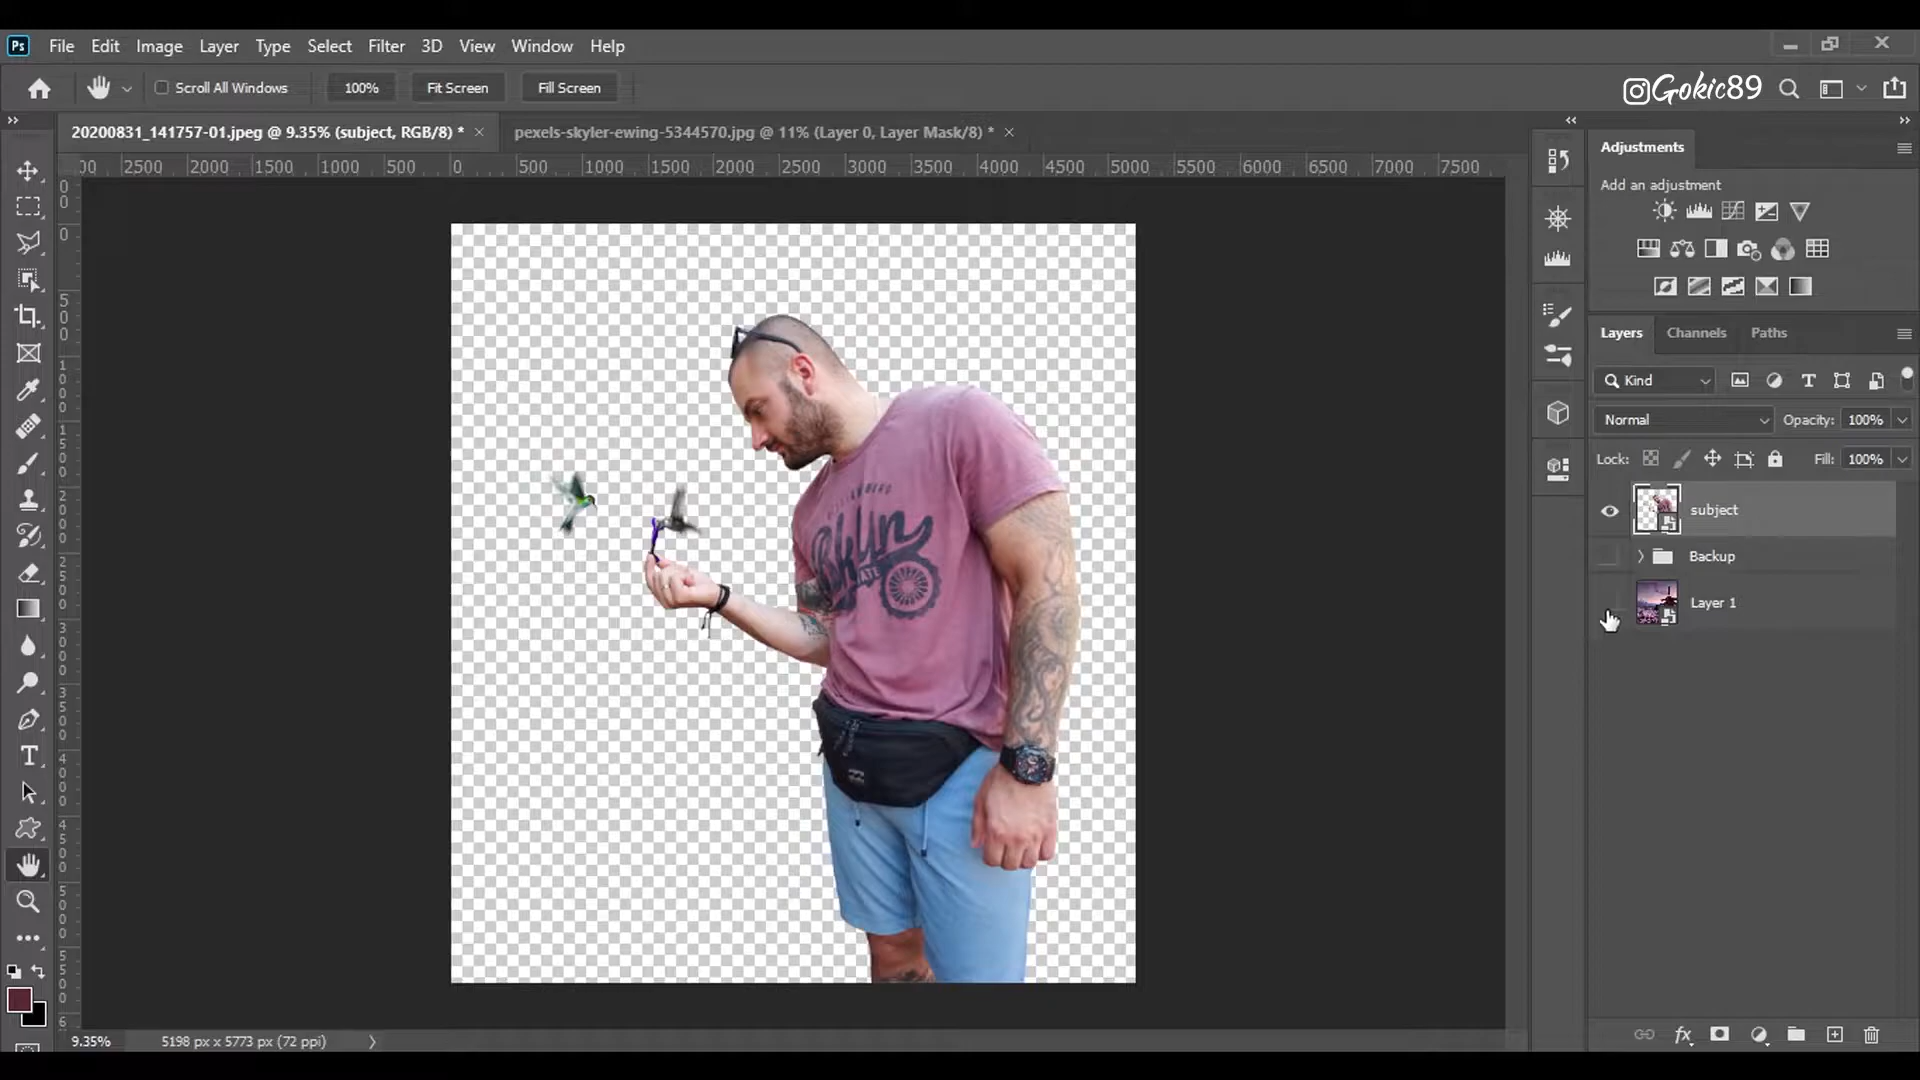 Ps File Edit Image Layer Type Select Filter 3D View Window Help
Scroll All Windows 100% Fit Screen Fill Screen Gokic89
20200831_141757-01.jpeg @ 9.35% (subject, RGB/8) * × pexels-skyler-ewing-5344570.jpg @ 11% (Layer 0, Layer Mask/8) * ×
00 2500 2000 1500 1000 500 0 500 1000 1500 2000 2500 3000 3500 4000 4500 5000 5500 6000 6500 7000 7500
Adjustments
Add an adjustment
Layers Channels Paths
Kind
Normal Opacity: 100%
Lock: Fill: 100%
subject
Backup
Layer 1
BkLyn
9.35% 5198 px x 5773 px (72 ppi)